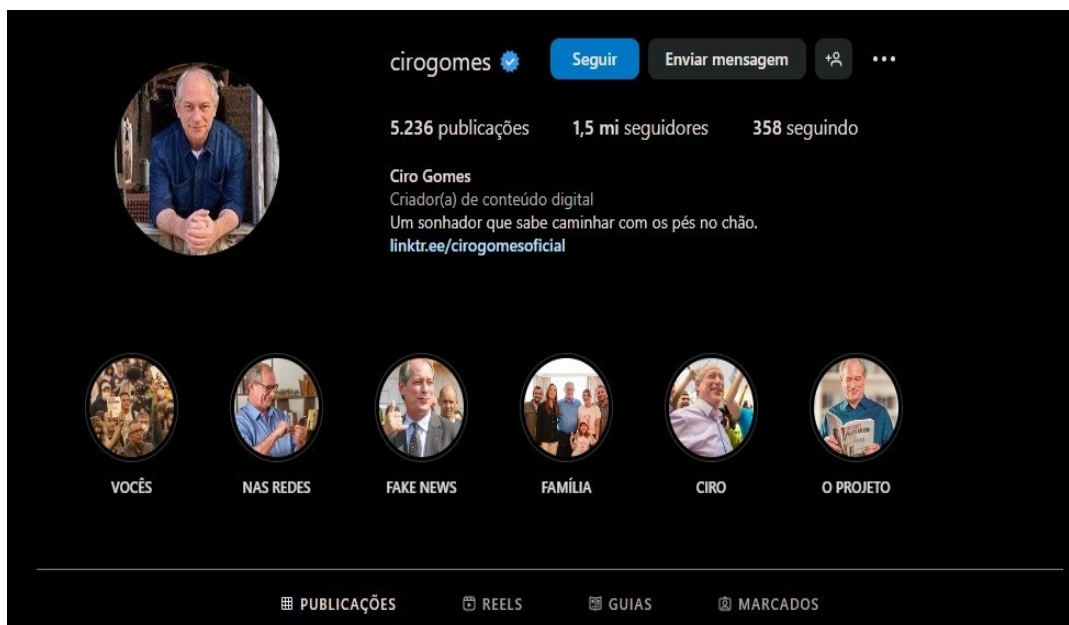 cirogomes
Seguir
Enviar mensagem
5.236 publicações
1,5 mi seguidores
358 seguindo
Ciro Gomes
Criador(a) de conteúdo digital
Um sonhador que sabe caminhar com os pés no chão.
linktr.ee/cirogomesoficial
VOCÊS
NAS REDES
FAKE NEWS
FAMÍLIA
CIRO
O PROJETO
PUBLICAÇÕES
REELS
GUIAS
MARCADOS